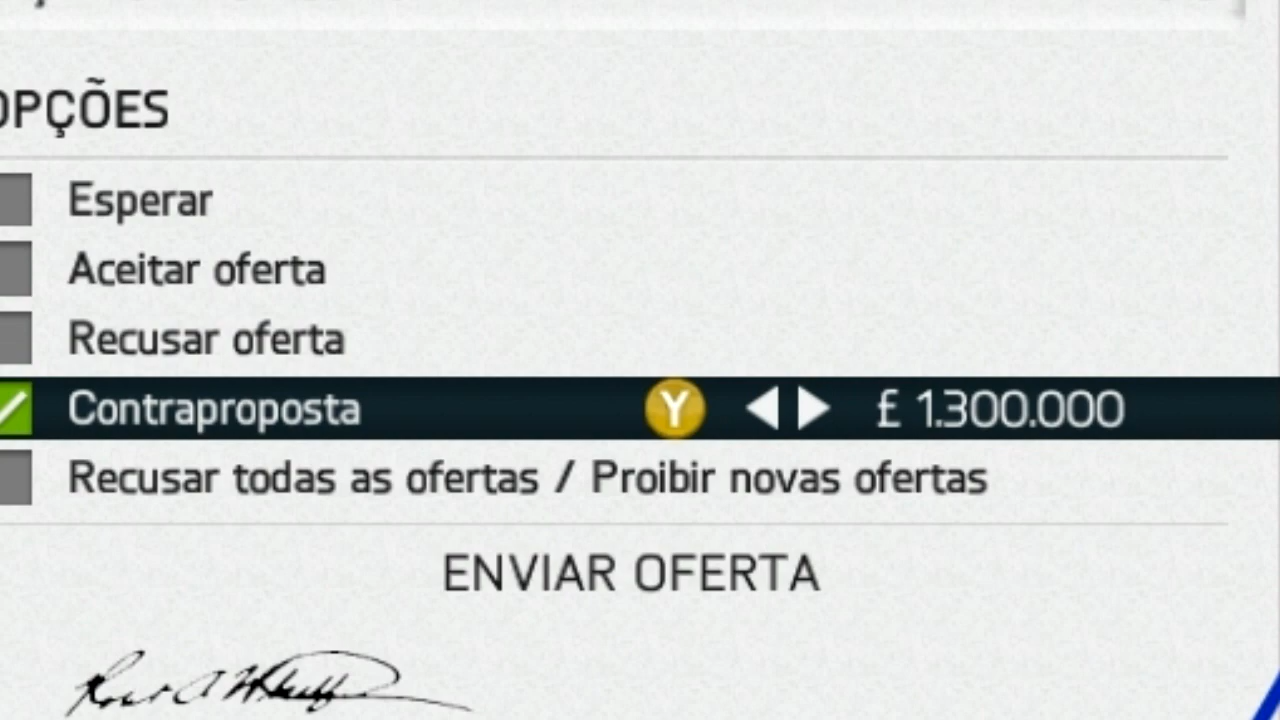 OPÇÕES
Esperar
Aceitar oferta
Recusar oferta
Contraproposta Y £ 1.300.000
Recusar todas as ofertas / Proibir novas ofertas
ENVIAR OFERTA